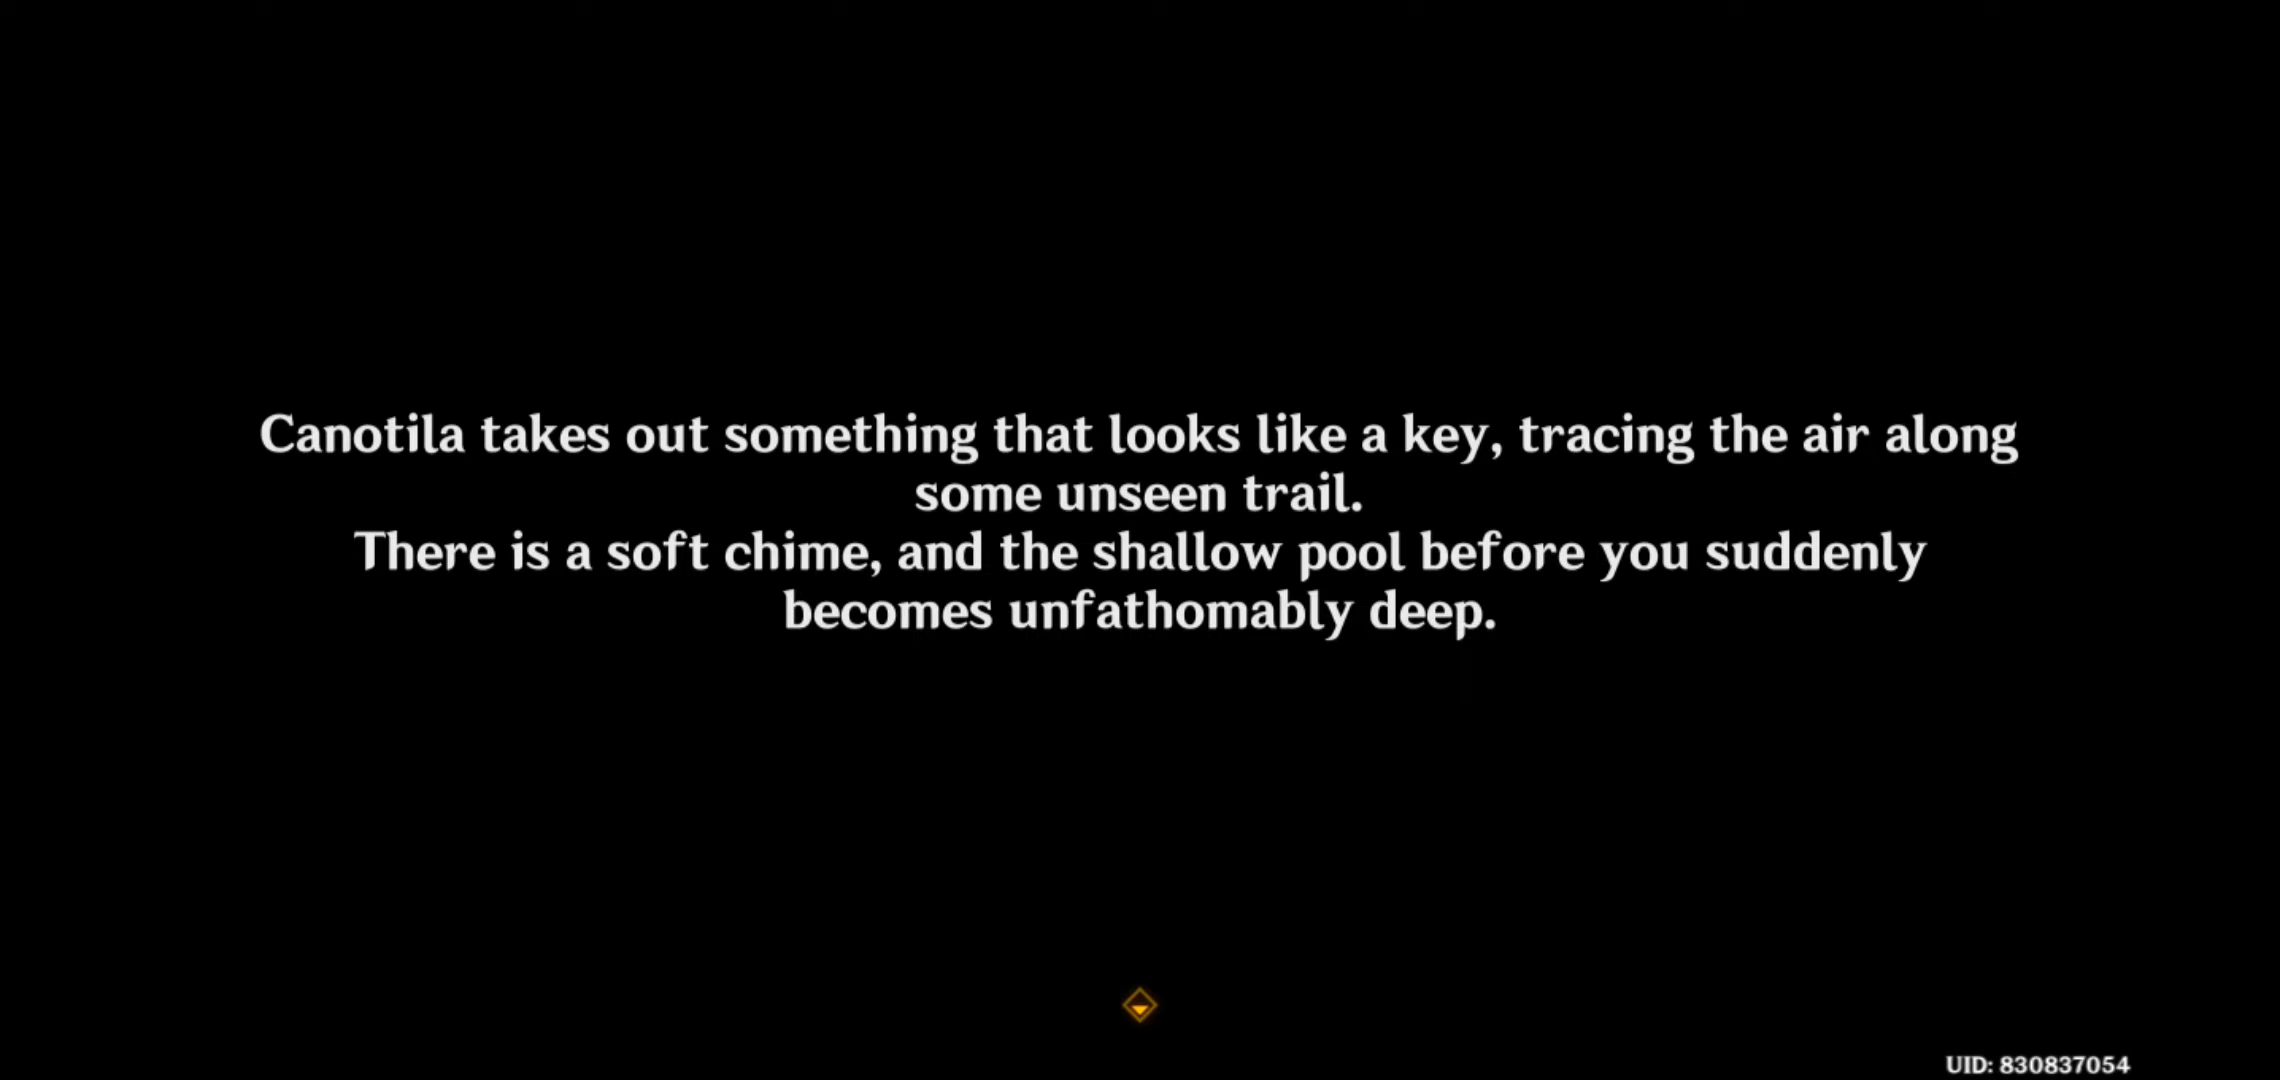 Canotila takes out something that looks like a key, tracing the air along
some unseen trail.
There is a soft chime, and the shallow pool before you suddenly
becomes unfathomably deep.
UID: 830837054